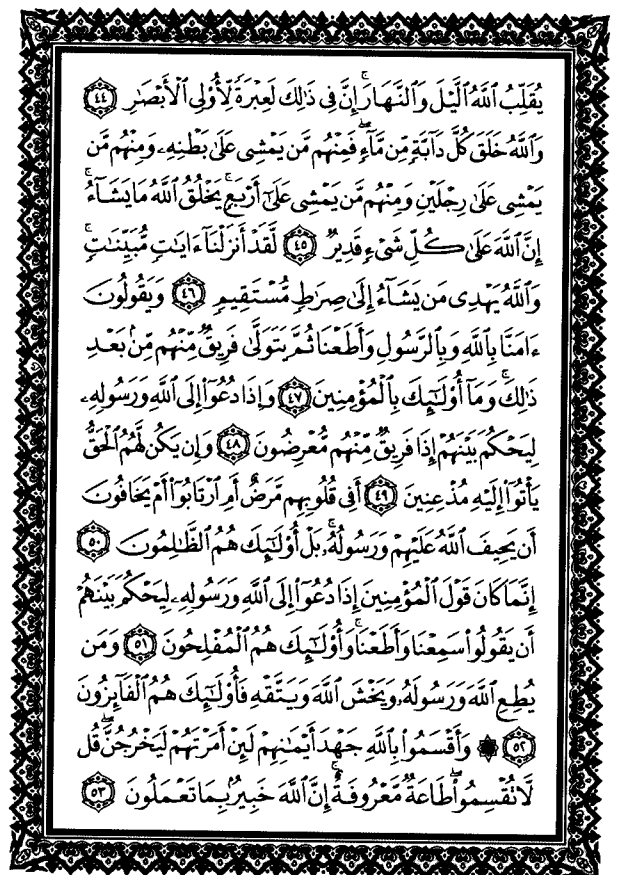 يُقَلِّبُ ٱللَّهُ ٱلَّيْلَ وَٱلنَّهَارَ ۚ إِنَّ فِى ذَٰلِكَ لَعِبْرَةً لِّأُو۟لِى ٱلْأَبْصَـٰرِ ٤٤
وَٱللَّهُ خَلَقَ كُلَّ دَآبَّةٍ مِّن مَّآءٍ ۖ فَمِنْهُم مَّن يَمْشِى عَلَىٰ بَطْنِهِۦ وَمِنْهُم مَّن
يَمْشِى عَلَىٰ رِجْلَيْنِ وَمِنْهُم مَّن يَمْشِى عَلَىٰٓ أَرْبَعٍ ۚ يَخْلُقُ ٱللَّهُ مَا يَشَآءُ ۚ
إِنَّ ٱللَّهَ عَلَىٰ كُلِّ شَىْءٍ قَدِيرٌ ٤٥ لَّقَدْ أَنزَلْنَآ ءَايَـٰتٍ مُّبَيِّنَـٰتٍ ۚ
وَٱللَّهُ يَهْدِى مَن يَشَآءُ إِلَىٰ صِرَٰطٍ مُّسْتَقِيمٍ ٤٦ وَيَقُولُونَ
ءَامَنَّا بِٱللَّهِ وَبِٱلرَّسُولِ وَأَطَعْنَا ثُمَّ يَتَوَلَّىٰ فَرِيقٌ مِّنْهُم مِّنۢ بَعْدِ
ذَٰلِكَ ۚ وَمَآ أُو۟لَـٰٓئِكَ بِٱلْمُؤْمِنِينَ ٤٧ وَإِذَا دُعُوٓا۟ إِلَى ٱللَّهِ وَرَسُولِهِۦ
لِيَحْكُمَ بَيْنَهُمْ إِذَا فَرِيقٌ مِّنْهُم مُّعْرِضُونَ ٤٨ وَإِن يَكُن لَّهُمُ ٱلْحَقُّ
يَأْتُوٓا۟ إِلَيْهِ مُذْعِنِينَ ٤٩ أَفِى قُلُوبِهِم مَّرَضٌ أَمِ ٱرْتَابُوٓا۟ أَمْ يَخَافُونَ
أَن يَحِيفَ ٱللَّهُ عَلَيْهِمْ وَرَسُولُهُۥ ۚ بَلْ أُو۟لَـٰٓئِكَ هُمُ ٱلظَّـٰلِمُونَ ٥٠
إِنَّمَا كَانَ قَوْلَ ٱلْمُؤْمِنِينَ إِذَا دُعُوٓا۟ إِلَى ٱللَّهِ وَرَسُولِهِۦ لِيَحْكُمَ بَيْنَهُمْ
أَن يَقُولُوا۟ سَمِعْنَا وَأَطَعْنَا ۚ وَأُو۟لَـٰٓئِكَ هُمُ ٱلْمُفْلِحُونَ ٥١ وَمَن
يُطِعِ ٱللَّهَ وَرَسُولَهُۥ وَيَخْشَ ٱللَّهَ وَيَتَّقْهِ فَأُو۟لَـٰٓئِكَ هُمُ ٱلْفَآئِزُونَ
٥٢ ۞ وَأَقْسَمُوا۟ بِٱللَّهِ جَهْدَ أَيْمَـٰنِهِمْ لَئِنْ أَمَرْتَهُمْ لَيَخْرُجُنَّ ۖ قُل
لَّا تُقْسِمُوا۟ ۖ طَاعَةٌ مَّعْرُوفَةٌ ۚ إِنَّ ٱللَّهَ خَبِيرٌۢ بِمَا تَعْمَلُونَ ٥٣